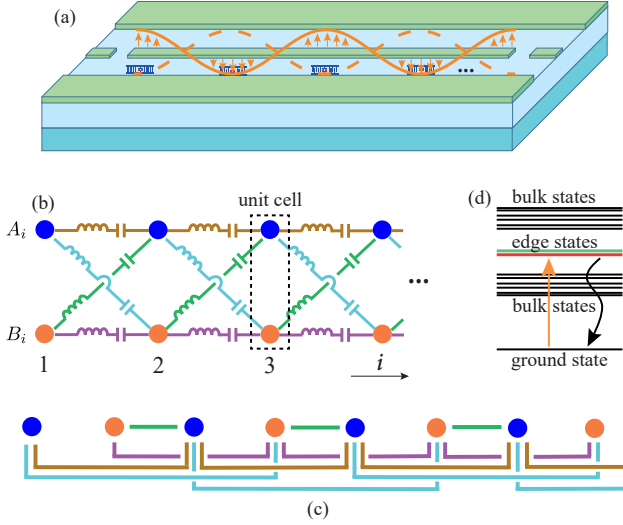 (a)
...
(b)
unit cell
A_i
B_i
...
1
2
3
i
(d)
bulk states
edge states
bulk states
ground state
(c)